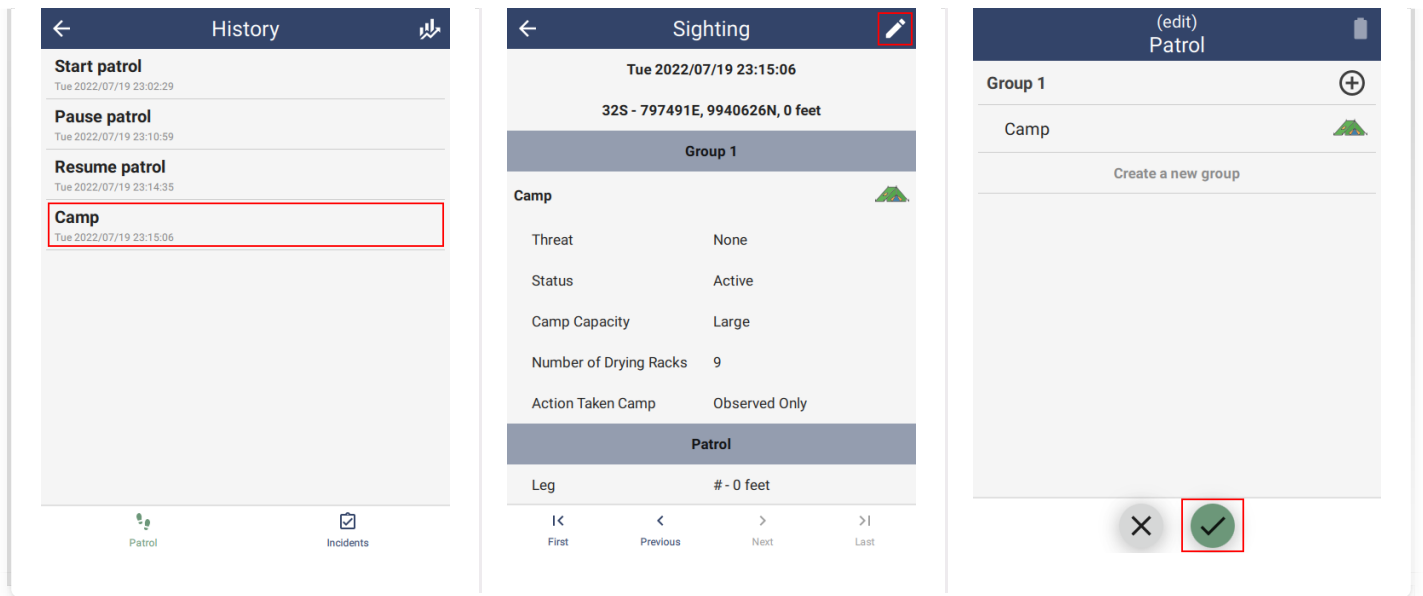 History
Start patrol
Tue 2022/07/19 23:02:29
Pause patrol
Tue 2022/07/19 23:10:59
Resume patrol
Tue 2022/07/19 23:14:35
Camp
Tue 2022/07/19 23:15:06
Patrol
Incidents
Sighting
Tue 2022/07/19 23:15:06
32S - 797491E, 9940626N, 0 feet
Group 1
Camp
Threat None
Status Active
Camp Capacity Large
Number of Drying Racks 9
Action Taken Camp Observed Only
Patrol
Leg # - 0 feet
First Previous Next Last
(edit)
Patrol
Group 1
Camp
Create a new group